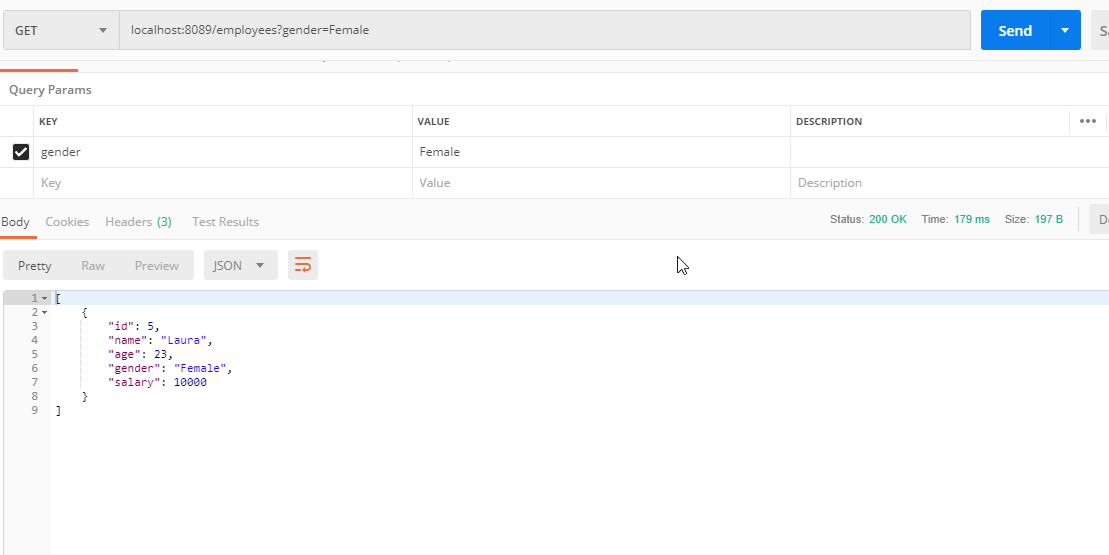 GET localhost:8089/employees?gender=Female Send
Query Params
KEY VALUE DESCRIPTION •••
gender Female
Key Value Description
Body Cookies Headers (3) Test Results Status: 200 OK Time: 179 ms Size: 197 B
Pretty Raw Preview JSON
1 [
2 {
3 "id": 5,
4 "name": "Laura",
5 "age": 23,
6 "gender": "Female",
7 "salary": 10000
8 }
9 ]